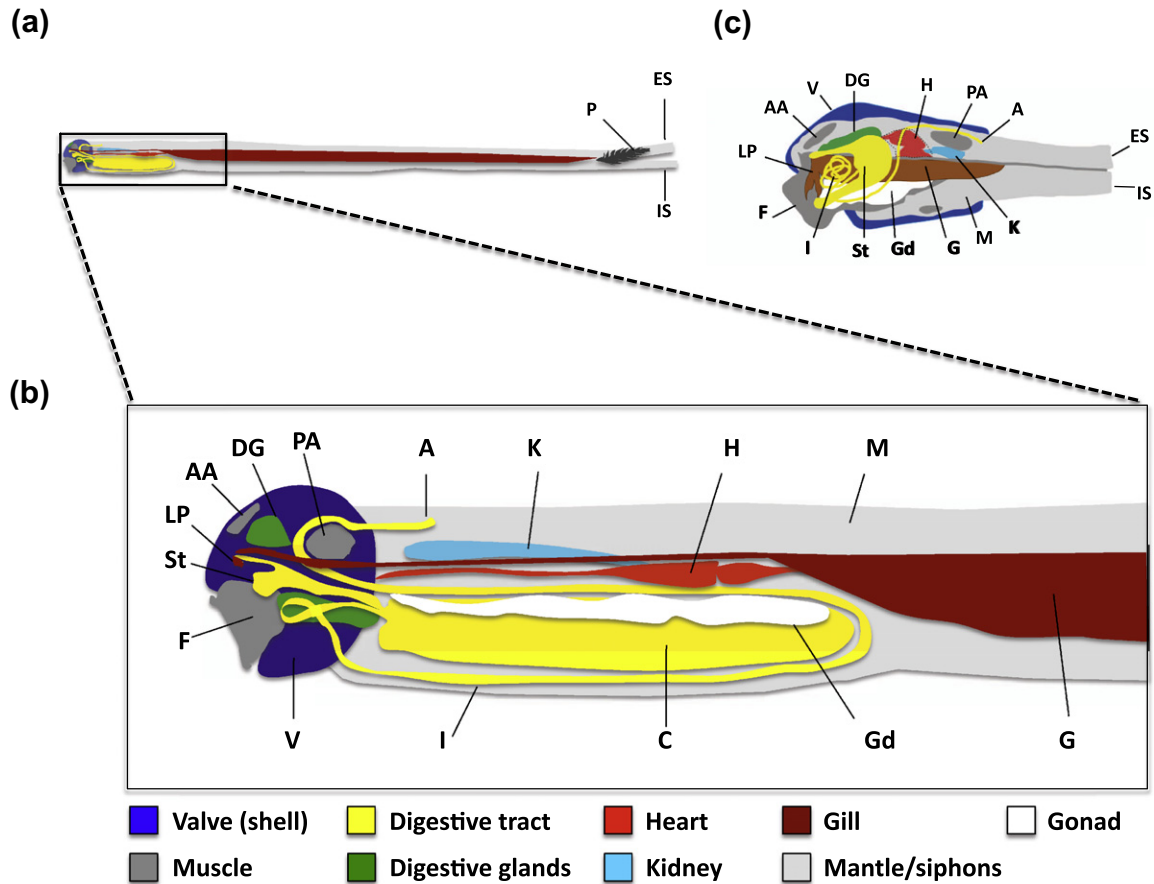 (a)
(c)
ES
P
IS
V
DG
H
PA
A
AA
ES
LP
IS
F
I
St
Gd
G
M
K
(b)
DG
PA
A
K
H
M
AA
LP
St
F
V
I
C
Gd
G
Valve (shell)
Digestive tract
Heart
Gill
Gonad
Muscle
Digestive glands
Kidney
Mantle/siphons